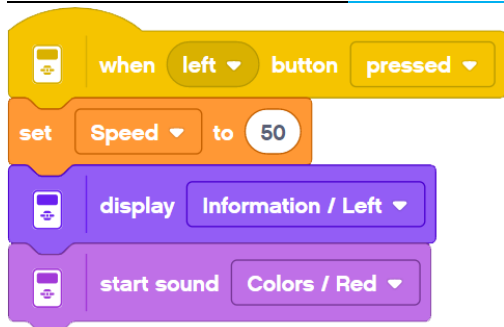 when left button pressed
set Speed to 50
display Information / Left
start sound Colors / Red